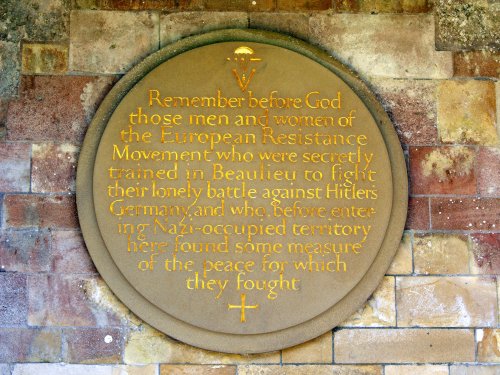 Remember before God
those men and women of
the European Resistance
Movement who were secretly
trained in Beaulieu to fight
their lonely battle against Hitler's
Germany and who, before enter-
ing Nazi-occupied territory
here found some measure
of the peace for which
they fought